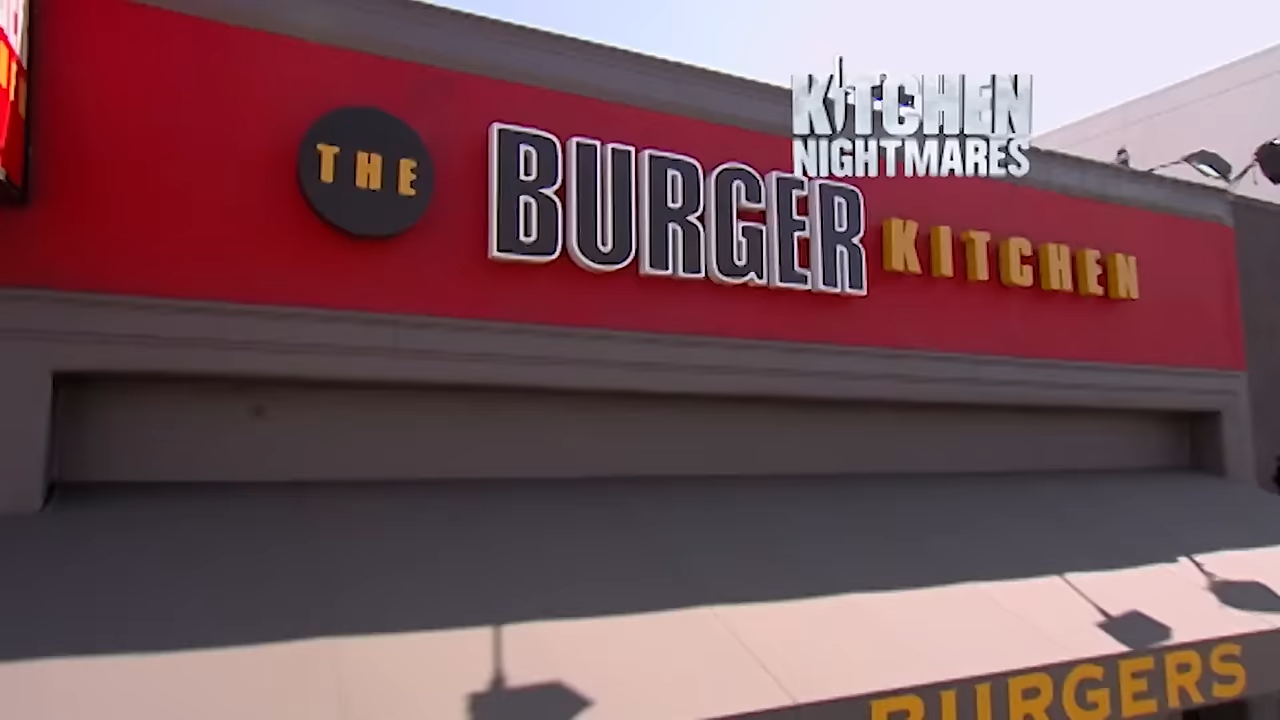 KITCHEN
NIGHTMARES
THE BURGER KITCHEN
BURGERS